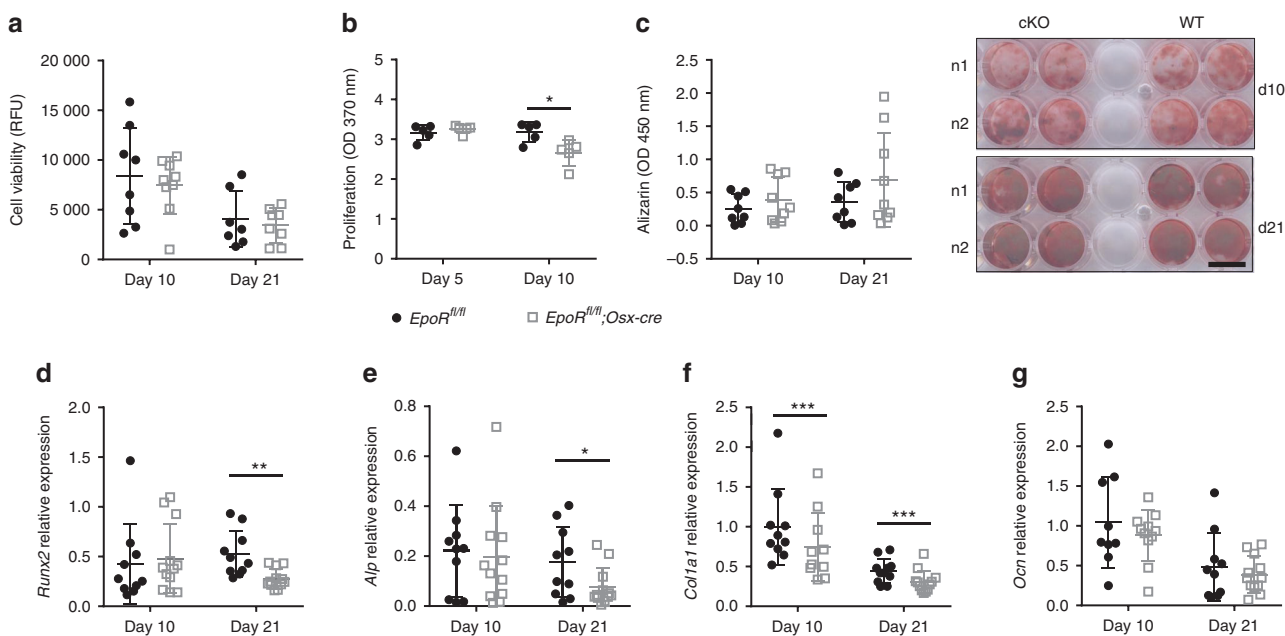 a
Cell viability (RFU)
20 000
15 000
10 000
5 000
0
Day 10
Day 21
b
Proliferation (OD 370 nm)
5
4
3
2
1
0
*
Day 5
Day 10
c
Alizarin (OD 450 nm)
2.5
2.0
1.5
1.0
0.5
0.0
–0.5
Day 10
Day 21
cKO
WT
n1
n2
d10
n1
n2
d21
EpoRfl/fl
EpoRfl/fl;Osx-cre
d
Runx2 relative expression
2.0
1.5
1.0
0.5
0.0
**
Day 10
Day 21
e
Alp relative expression
0.8
0.6
0.4
0.2
0.0
*
Day 10
Day 21
f
Col1a1 relative expression
2.5
2.0
1.5
1.0
0.5
0.0
***
***
Day 10
Day 21
g
Ocn relative expression
2.5
2.0
1.5
1.0
0.5
0.0
Day 10
Day 21